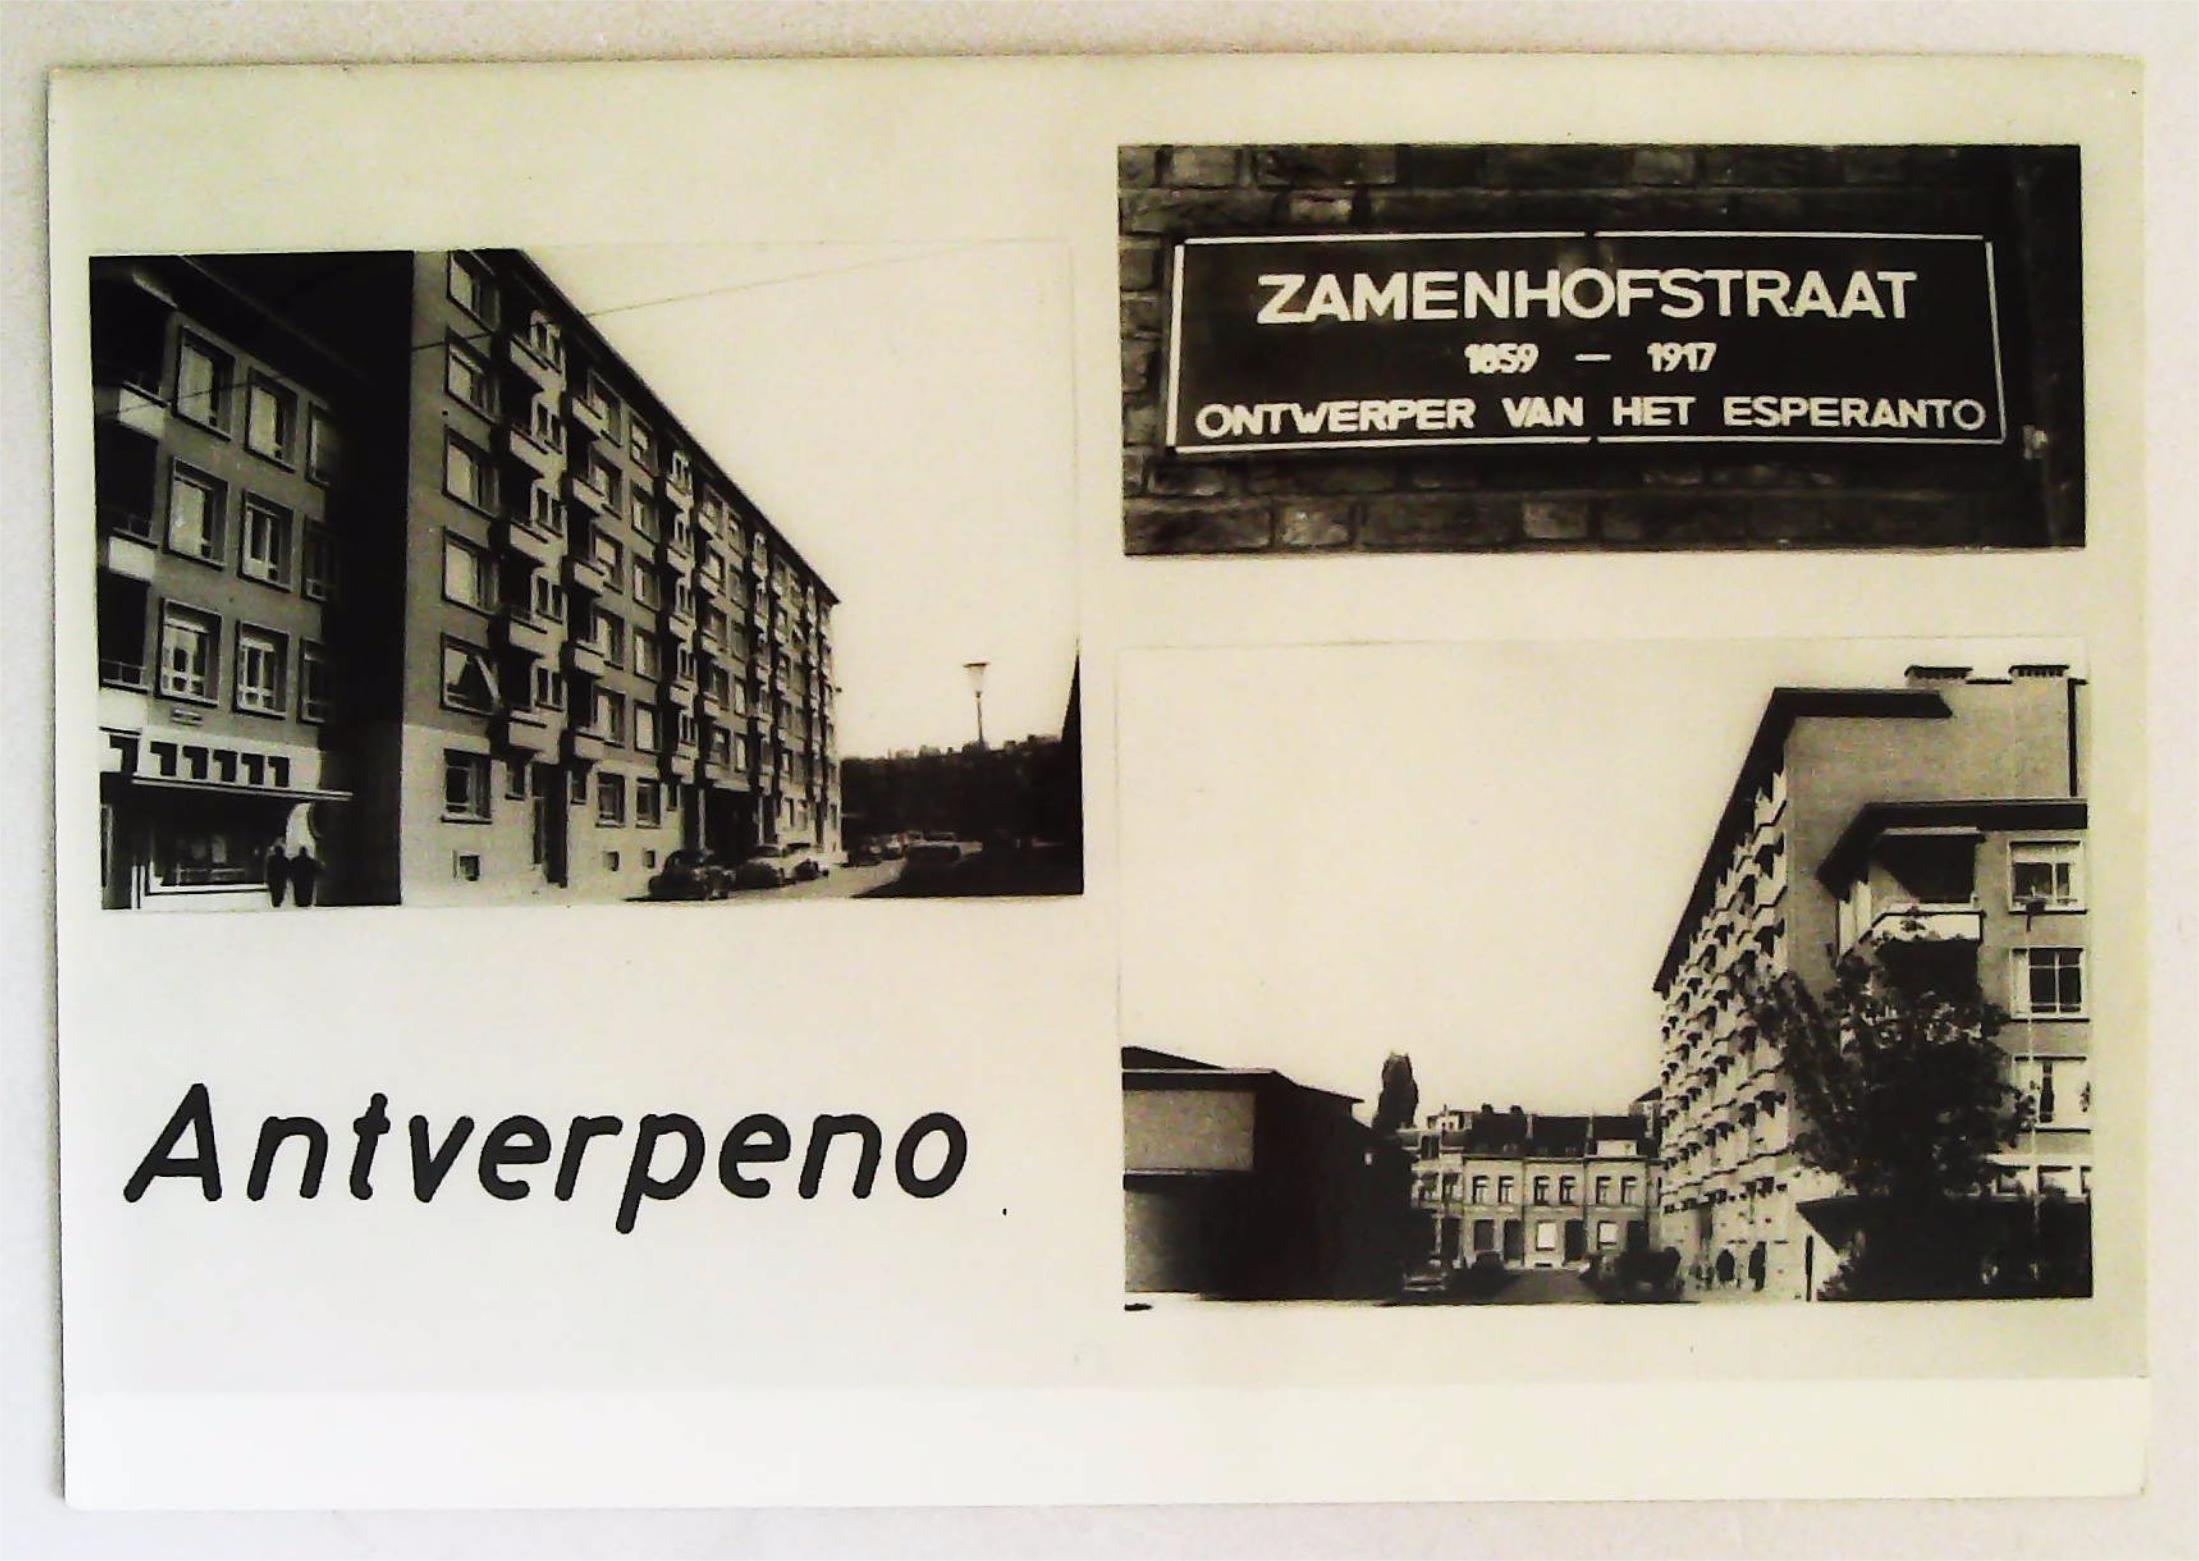 ZAMENHOFSTRAAT
1859 — 1917
ONTWERPER VAN HET ESPERANTO
Antverpeno